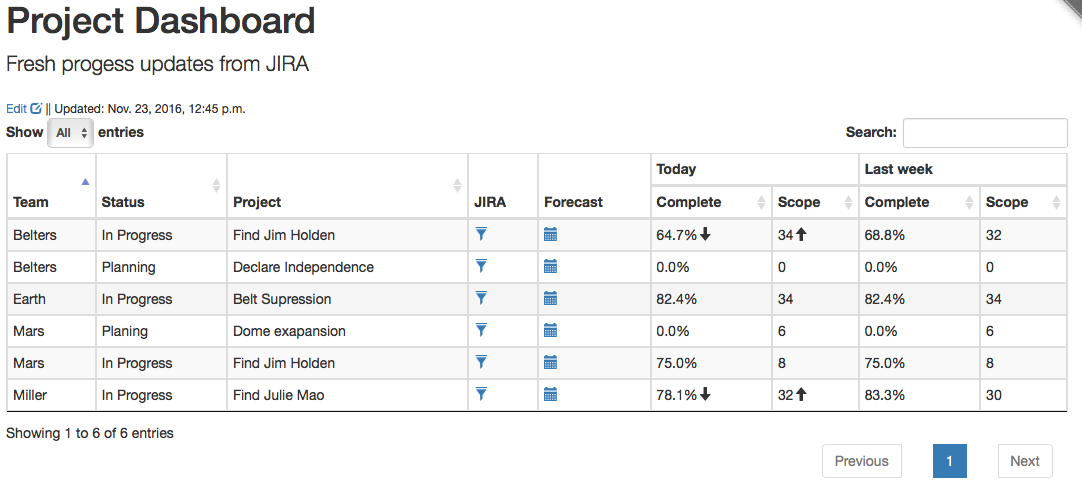 Project Dashboard
Fresh progess updates from JIRA
Edit || Updated: Nov. 23, 2016, 12:45 p.m.
Show All entries Search:
Today Last week
Team Status Project JIRA Forecast Complete Scope Complete Scope
Belters In Progress Find Jim Holden 64.7% 34 68.8% 32
Belters Planning Declare Independence 0.0% 0 0.0% 0
Earth In Progress Belt Supression 82.4% 34 82.4% 34
Mars Planing Dome exapansion 0.0% 6 0.0% 6
Mars In Progress Find Jim Holden 75.0% 8 75.0% 8
Miller In Progress Find Julie Mao 78.1% 32 83.3% 30
Showing 1 to 6 of 6 entries
Previous 1 Next